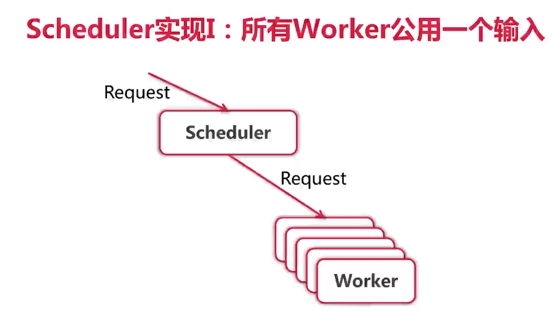 Scheduler实现I：所有Worker公用一个输入
Request
Scheduler
Request
Worker